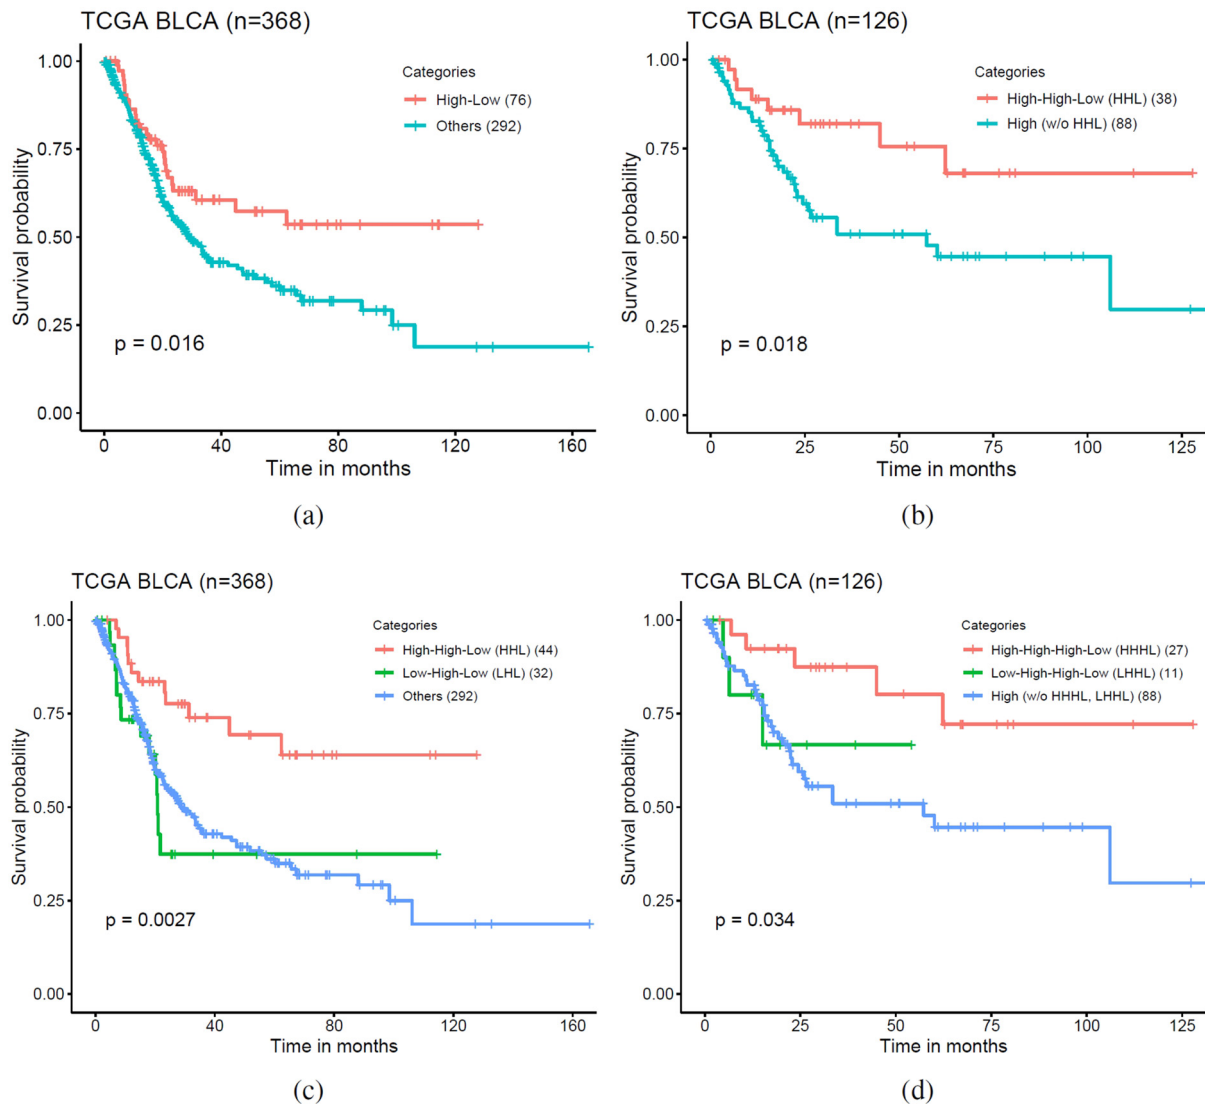 TCGA BLCA (n=368)
Survival probability
1.00
0.75
0.50
0.25
0.00
Categories
High-Low (76)
Others (292)
p = 0.016
0 40 80 120 160
Time in months
(a)
TCGA BLCA (n=126)
Survival probability
1.00
0.75
0.50
0.25
0.00
Categories
High-High-Low (HHL) (38)
High (w/o HHL) (88)
p = 0.018
0 25 50 75 100 125
Time in months
(b)
TCGA BLCA (n=368)
Survival probability
1.00
0.75
0.50
0.25
0.00
Categories
High-High-Low (HHL) (44)
Low-High-Low (LHL) (32)
Others (292)
p = 0.0027
0 40 80 120 160
Time in months
(c)
TCGA BLCA (n=126)
Survival probability
1.00
0.75
0.50
0.25
0.00
Categories
High-High-High-Low (HHHL) (27)
Low-High-High-Low (LHHL) (11)
High (w/o HHHL, LHHL) (88)
p = 0.034
0 25 50 75 100 125
Time in months
(d)